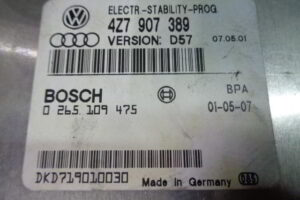 ELECTR-STABILITY-PROG
4Z7 907 389
VERSION: D57 07.05.01
BOSCH BPA
0 265 109 475 01-05-07
DKD719010030 Made in Germany